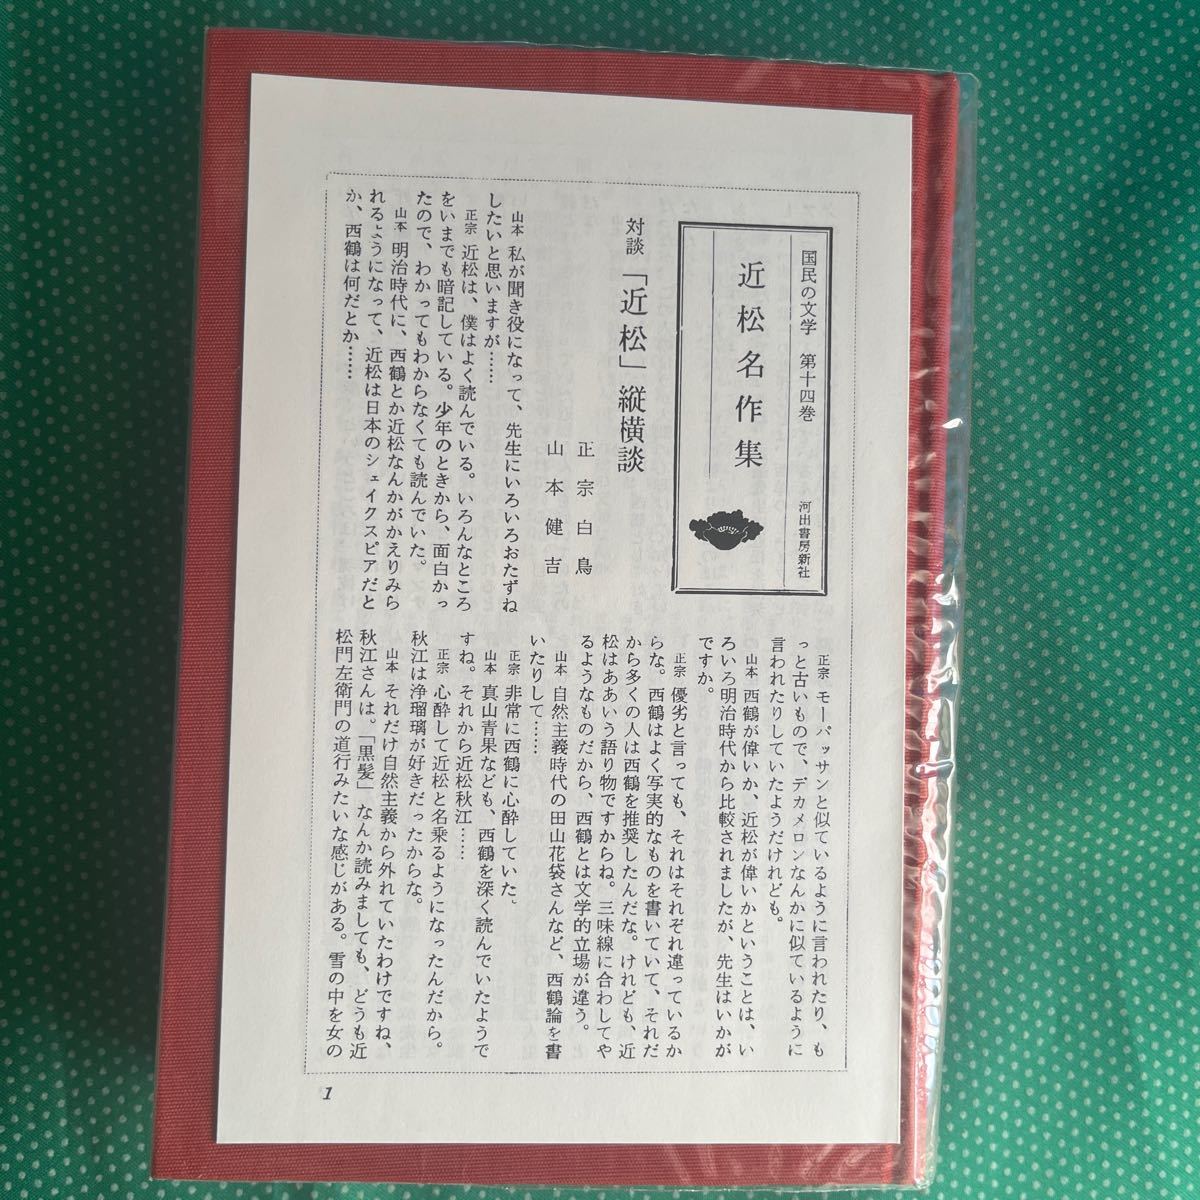 国民の文学　第十四巻
近松名作集
河出書房新社
対談「近松」縦横談
正宗白鳥
山本健吉
山本　私が聞き役になって、先生にいろいろおたずね
したいと思いますが……
正宗　近松は、僕はよく読んでいる。いろんなところ
をいまでも暗記している。少年のときから、面白かっ
たので、わかってもわからなくても読んでいた。
山本　明治時代に、西鶴とか近松なんかがかえりみら
れるようになって、近松は日本のシェイクスピアだと
か、西鶴は何だとか……
正宗　モーパッサンと似ているように言われたり、も
っと古いもので、デカメロンなんかに似ているように
言われたりしていたようだけれども。
山本　西鶴が偉いか、近松が偉いかということは、い
ろいろ明治時代から比較されましたが、先生はいかが
ですか。
正宗　優劣と言っても、それはそれぞれ違っているか
らな。西鶴はよく写実的なものを書いていて、それだ
から多くの人は西鶴を推奨したんだな。けれども、近
松はああいう語り物ですからね。三味線に合わしてや
るようなものだから、西鶴とは文学的立場が違う。
山本　自然主義時代の田山花袋さんなど、西鶴論を書
いたりして……
正宗　非常に西鶴に心酔していた。
山本　真山青果なども、西鶴を深く読んでいたようで
すね。それから近松秋江……
正宗　心酔して近松と名乗るようになったんだから。
秋江は浄瑠璃が好きだったからな。
山本　それだけ自然主義から外れていたわけですね、
秋江さんは。「黒髪」なんか読みましても、どうも近
松門左衛門の道行みたいな感じがある。雪の中を女の
1